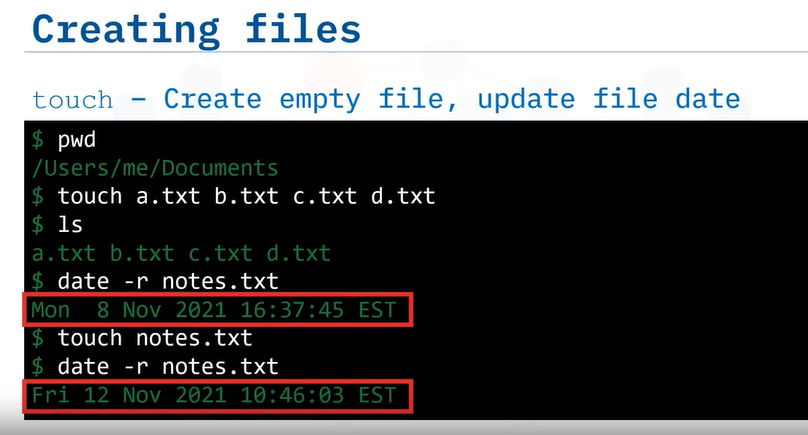 Creating files
touch – Create empty file, update file date
$ pwd
/Users/me/Documents
$ touch a.txt b.txt c.txt d.txt
$ ls
a.txt b.txt c.txt d.txt
$ date -r notes.txt
Mon  8 Nov 2021 16:37:45 EST
$ touch notes.txt
$ date -r notes.txt
Fri 12 Nov 2021 10:46:03 EST